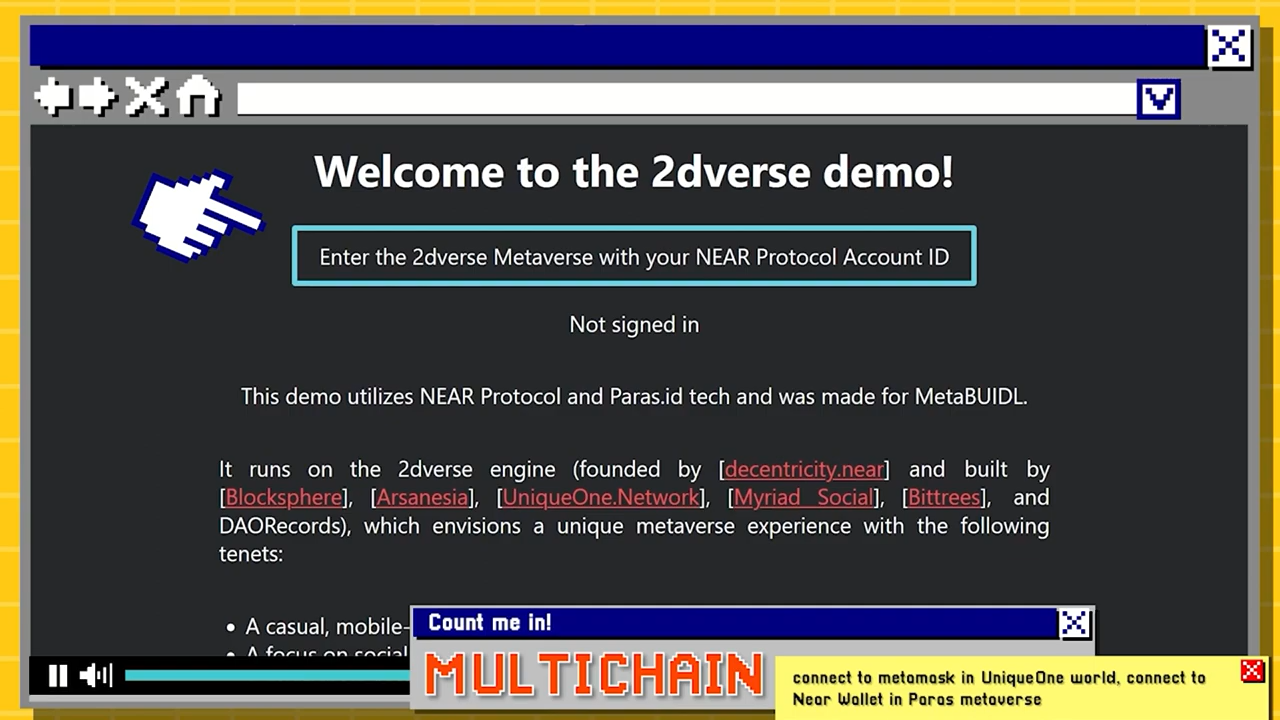 Welcome to the 2dverse demo!
Enter the 2dverse Metaverse with your NEAR Protocol Account ID
Not signed in
This demo utilizes NEAR Protocol and Paras.id tech and was made for MetaBUIDL.
It runs on the 2dverse engine (founded by [decentricity.near] and built by
[Blocksphere], [Arsanesia], [UniqueOne.Network], [Myriad Social], [Bittrees], and
DAORecords), which envisions a unique metaverse experience with the following
tenets:
• A casual, mobile-
• A focus on social
Count me in!
MULTICHAIN
connect to metamask in UniqueOne world, connect to
Near Wallet in Paras metaverse